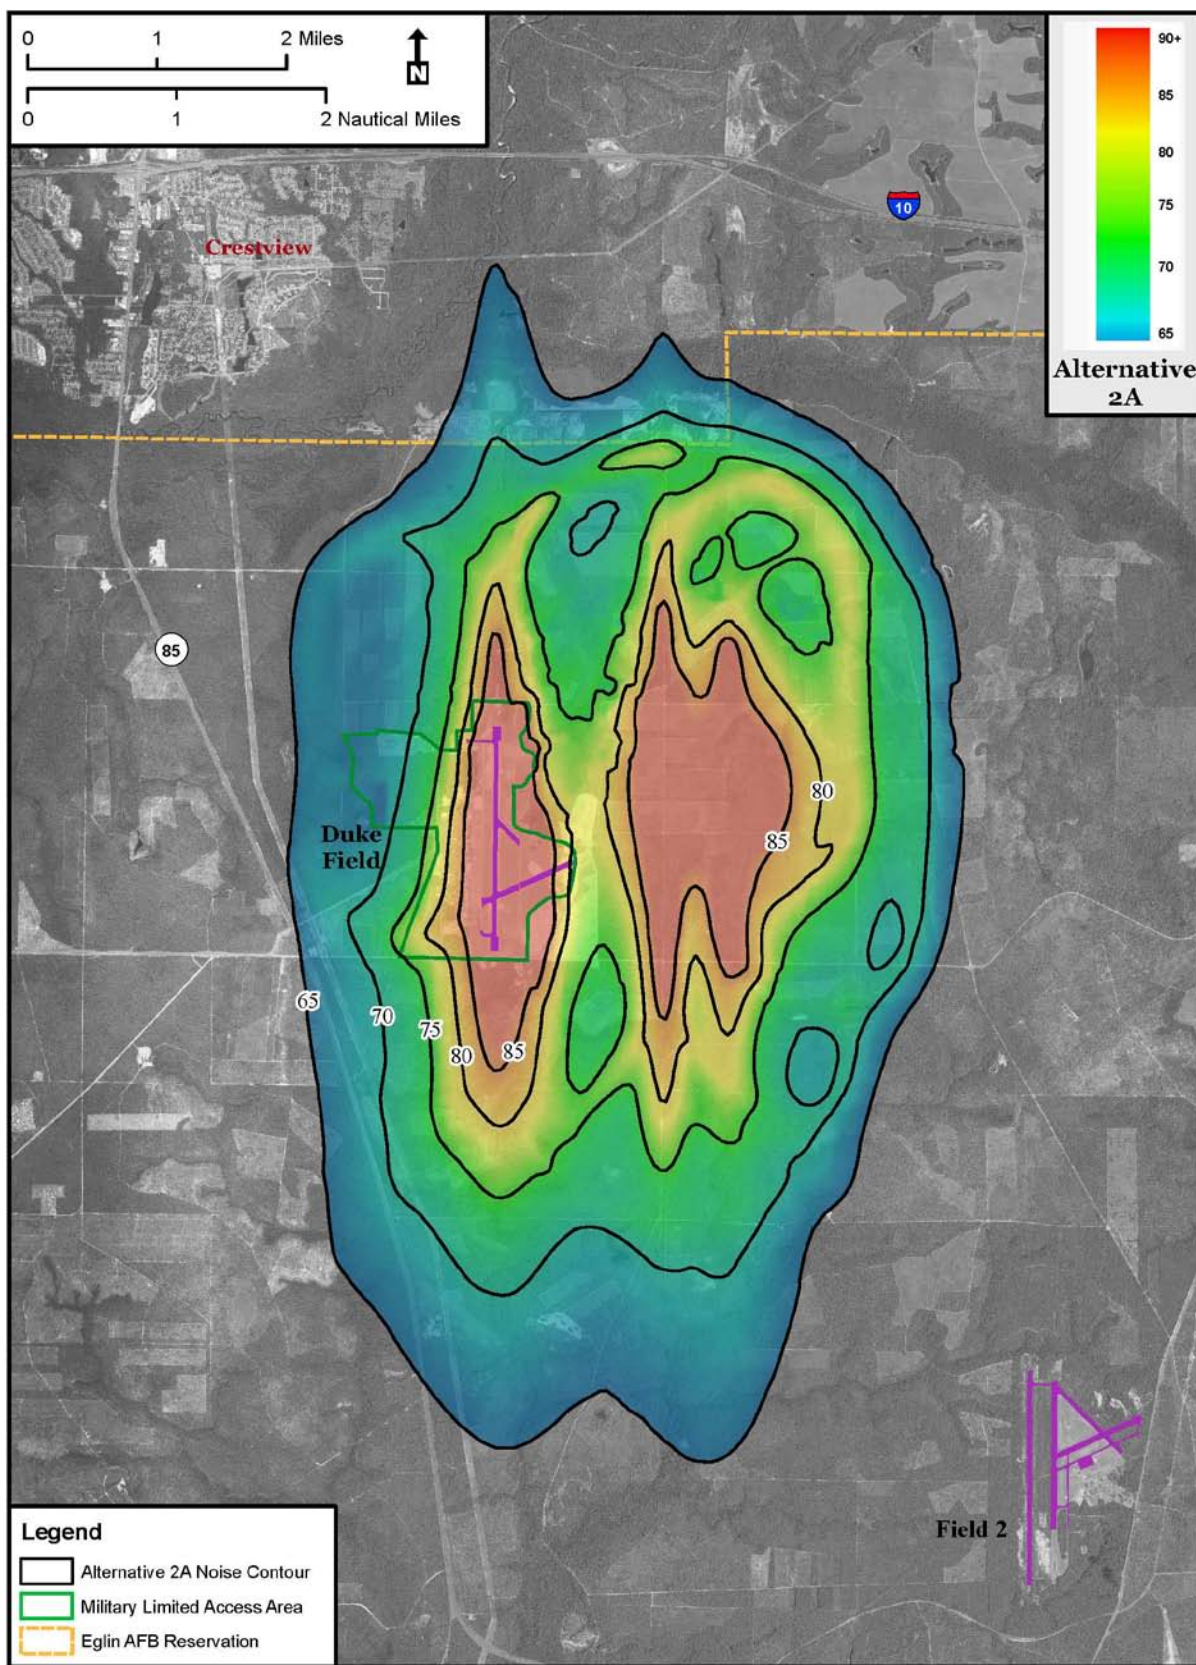 0 1 2 Miles
N
0 1 2 Nautical Miles
90+
85
80
75
70
65
Alternative
2A
10
Crestview
85
Duke
Field
80
85
65
70
75
80
85
Field 2
Legend
Alternative 2A Noise Contour
Military Limited Access Area
Eglin AFB Reservation